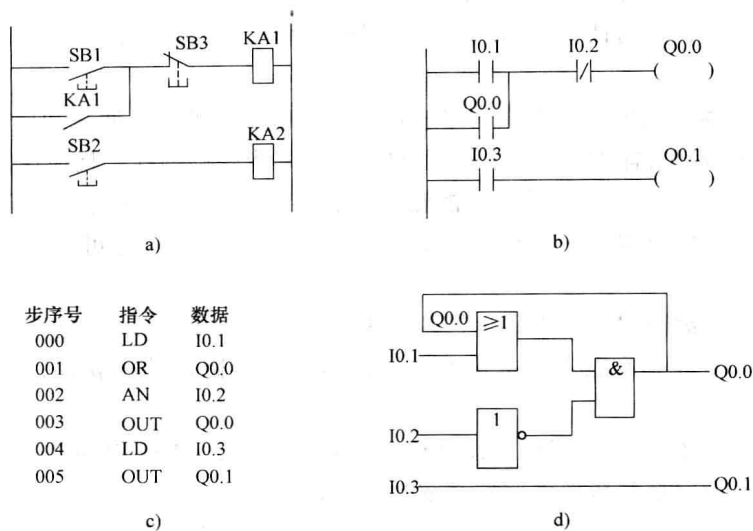 SB1 SB3 KA1
KA1
SB2 KA2
a)
I0.1 I0.2 Q0.0
( )
Q0.0
I0.3 Q0.1
( )
b)
步序号 指令 数据
000 LD I0.1
001 OR Q0.0
002 AN I0.2
003 OUT Q0.0
004 LD I0.3
005 OUT Q0.1
c)
Q0.0 ≥1
I0.1
& Q0.0
I0.2 1
I0.3 Q0.1
d)